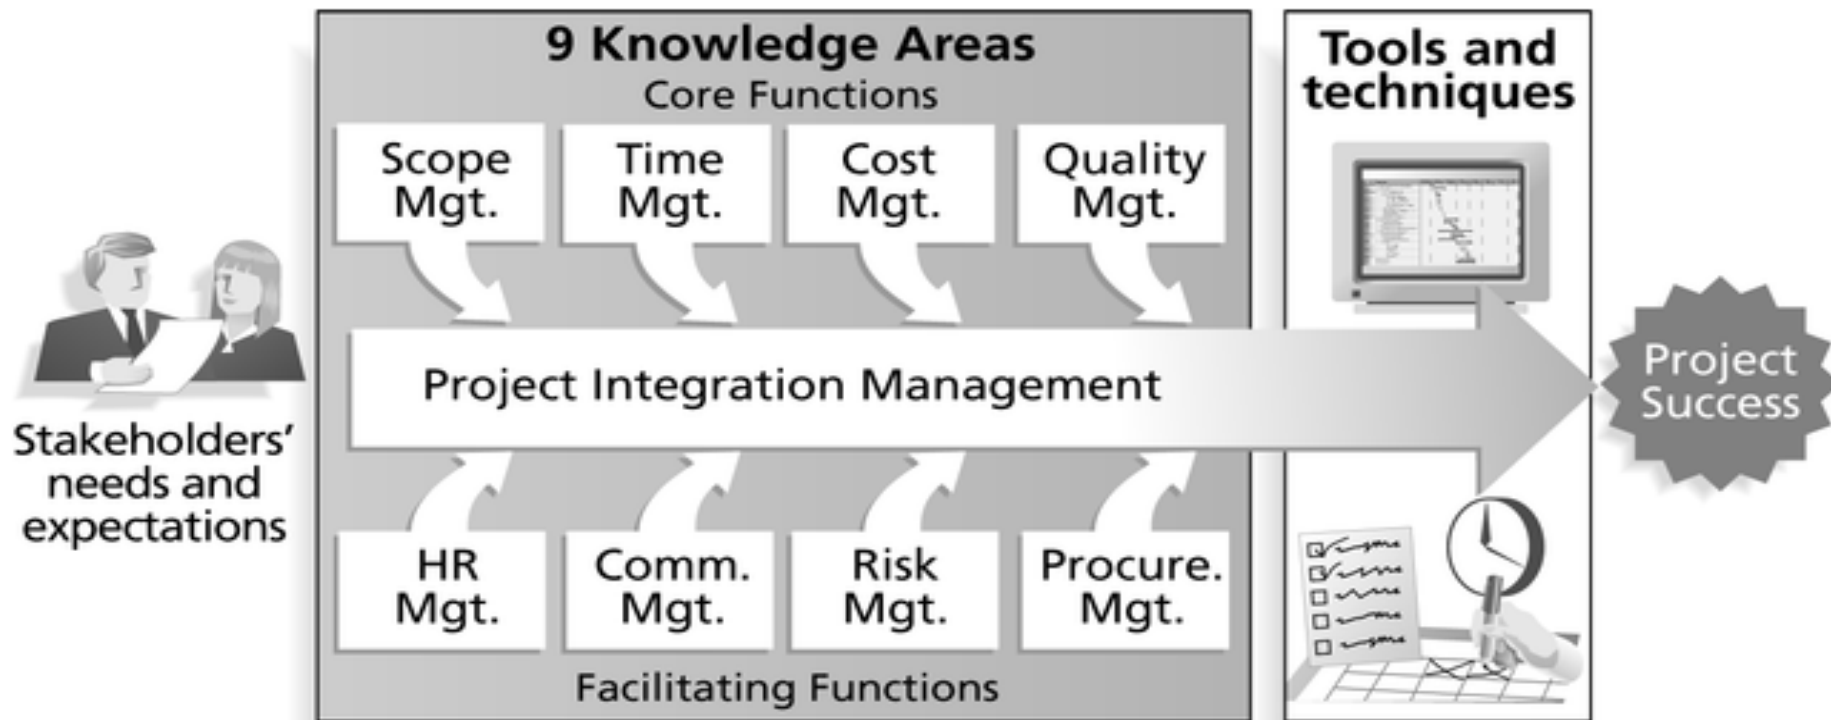 9 Knowledge Areas
Core Functions
Scope
Mgt.
Time
Mgt.
Cost
Mgt.
Quality
Mgt.
Project Integration Management
HR
Mgt.
Comm.
Mgt.
Risk
Mgt.
Procure.
Mgt.
Facilitating Functions
Stakeholders’
needs and
expectations
Tools and
techniques
Project
Success